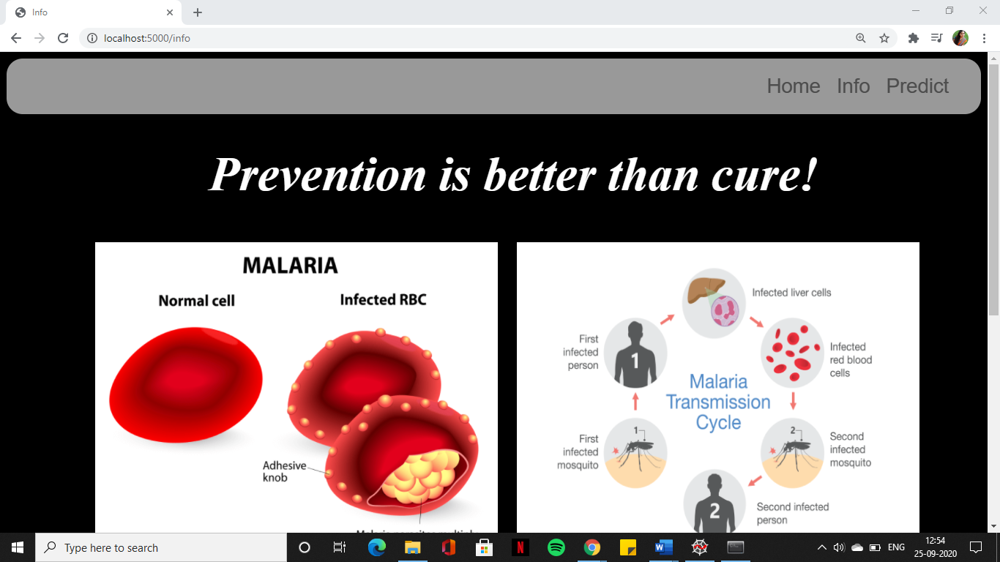 Info
localhost:5000/info
Home Info Predict
Prevention is better than cure!
MALARIA
Normal cell
Infected RBC
Adhesive
knob
Infected liver cells
First
infected
person
1
Infected
red blood
cells
Malaria
Transmission
Cycle
First
infected
mosquito
1
2
Second
infected
mosquito
2
Second infected
person
Type here to search
N
W
ENG
12:54
25-09-2020